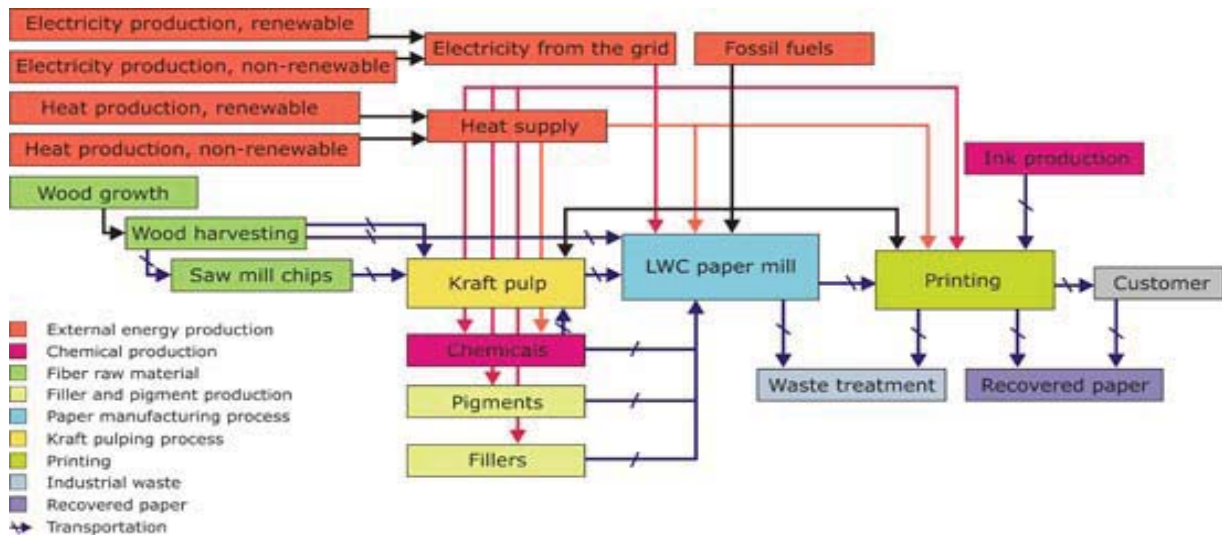 Electricity production, renewable
Electricity from the grid
Fossil fuels
Electricity production, non-renewable
Heat production, renewable
Heat supply
Heat production, non-renewable
Ink production
Wood growth
Wood harvesting
LWC paper mill
Saw mill chips
Kraft pulp
Printing
Customer
Chemicals
Waste treatment
Recovered paper
Pigments
Fillers
External energy production
Chemical production
Fiber raw material
Filler and pigment production
Paper manufacturing process
Kraft pulping process
Printing
Industrial waste
Recovered paper
Transportation